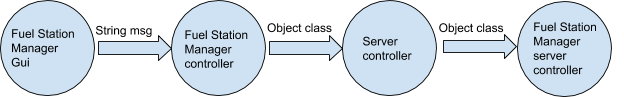 Fuel Station
Manager
Gui
String msg
Fuel Station
Manager
controller
Object class
Server
controller
Object class
Fuel Station
Manager
server
controller